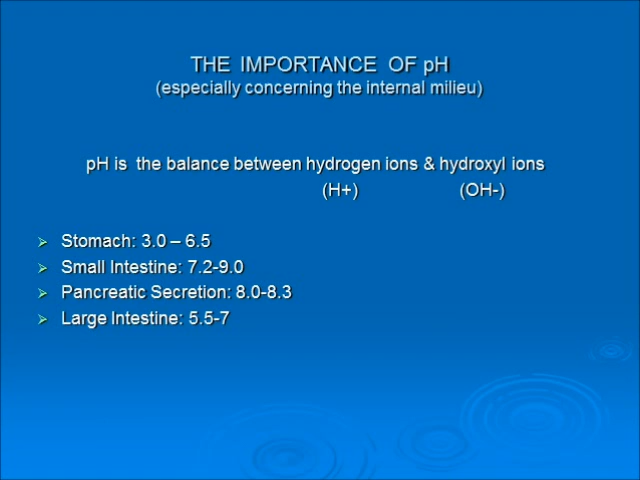 THE IMPORTANCE OF pH
(especially concerning the internal milieu)
pH is the balance between hydrogen ions & hydroxyl ions
(H+) (OH-)
Stomach: 3.0 – 6.5
Small Intestine: 7.2-9.0
Pancreatic Secretion: 8.0-8.3
Large Intestine: 5.5-7